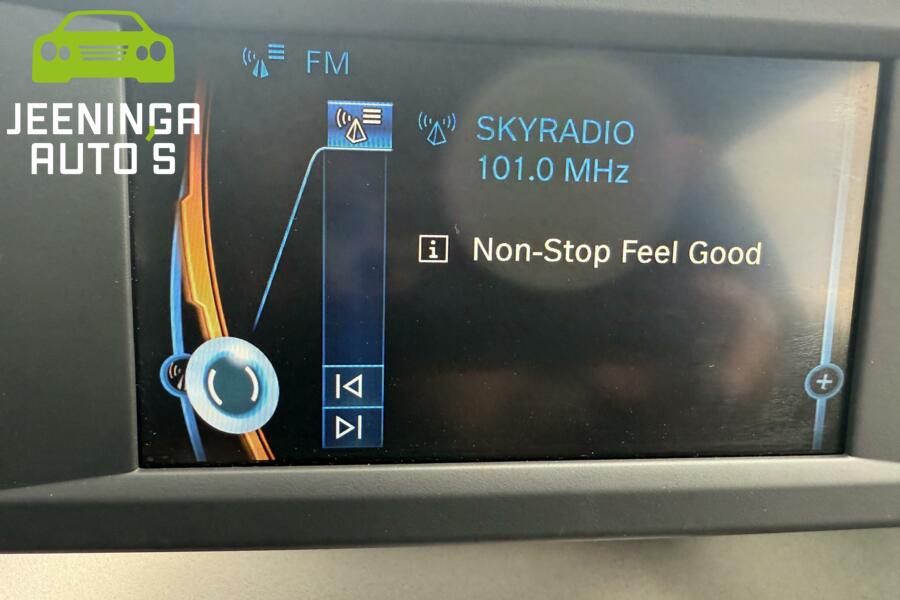 JEENINGA
AUTO'S
FM
SKYRADIO
101.0 MHz
i Non-Stop Feel Good